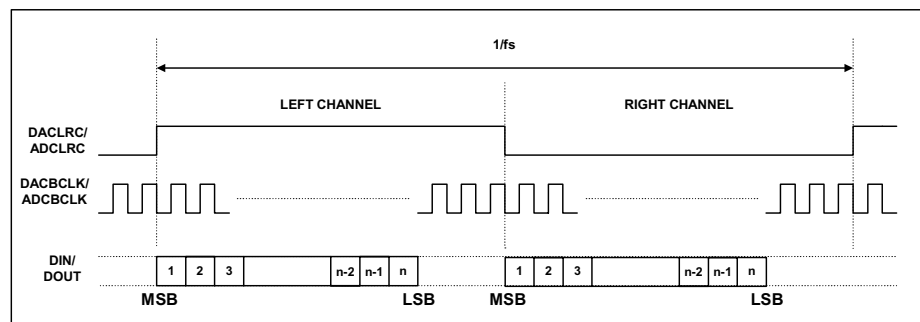 1/fs
LEFT CHANNEL RIGHT CHANNEL
DACLRC/
ADCLRC
DACBCLK/
ADCBCLK
DIN/
DOUT
1 2 3 n-2 n-1 n 1 2 3 n-2 n-1 n
MSB LSB MSB LSB